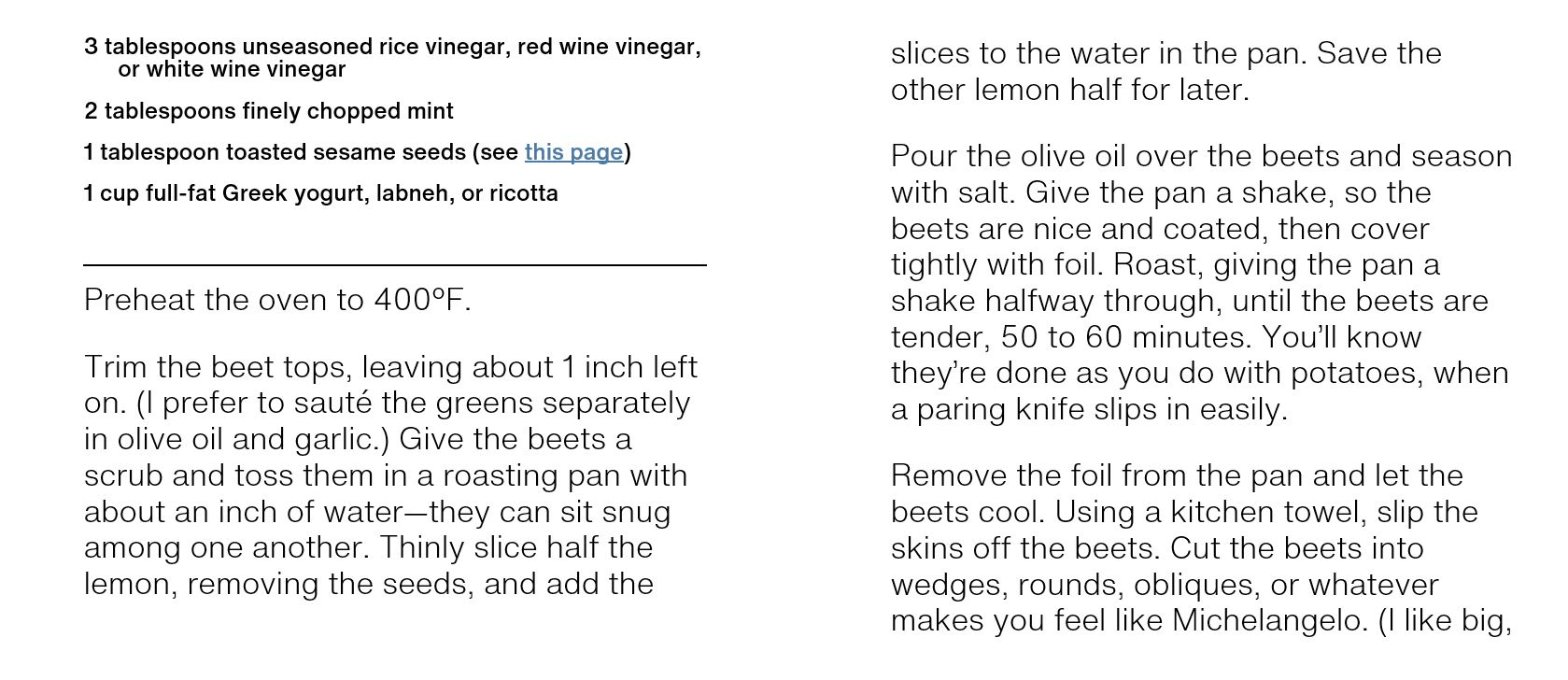 3 tablespoons unseasoned rice vinegar, red wine vinegar,
or white wine vinegar
2 tablespoons finely chopped mint
1 tablespoon toasted sesame seeds (see this page)
1 cup full-fat Greek yogurt, labneh, or ricotta
Preheat the oven to 400ºF.
Trim the beet tops, leaving about 1 inch left
on. (I prefer to sauté the greens separately
in olive oil and garlic.) Give the beets a
scrub and toss them in a roasting pan with
about an inch of water—they can sit snug
among one another. Thinly slice half the
lemon, removing the seeds, and add the
slices to the water in the pan. Save the
other lemon half for later.
Pour the olive oil over the beets and season
with salt. Give the pan a shake, so the
beets are nice and coated, then cover
tightly with foil. Roast, giving the pan a
shake halfway through, until the beets are
tender, 50 to 60 minutes. You’ll know
they’re done as you do with potatoes, when
a paring knife slips in easily.
Remove the foil from the pan and let the
beets cool. Using a kitchen towel, slip the
skins off the beets. Cut the beets into
wedges, rounds, obliques, or whatever
makes you feel like Michelangelo. (I like big,